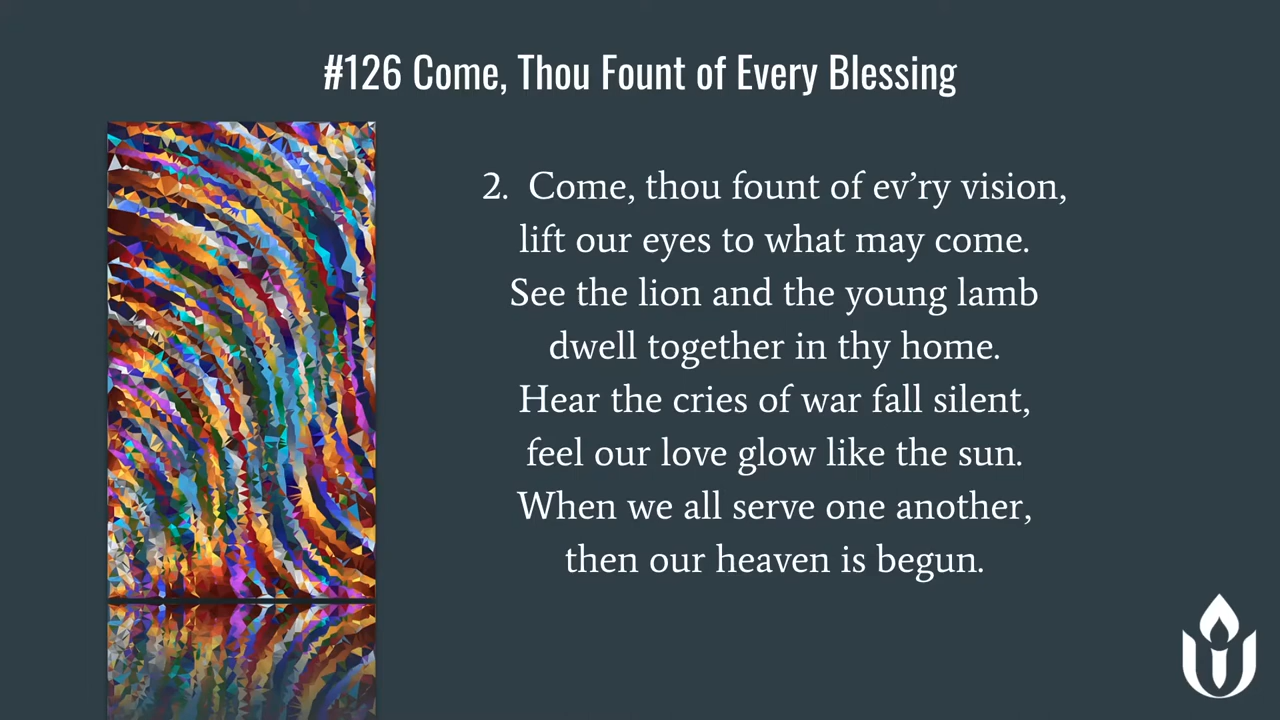 #126 Come, Thou Fount of Every Blessing
2. Come, thou fount of ev’ry vision,
lift our eyes to what may come.
See the lion and the young lamb
dwell together in thy home.
Hear the cries of war fall silent,
feel our love glow like the sun.
When we all serve one another,
then our heaven is begun.